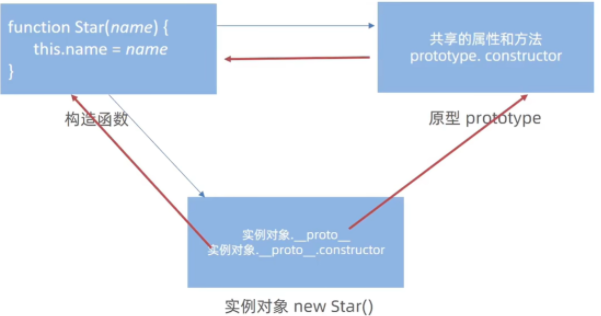 function Star(name) {
this.name = name
}
共享的属性和方法
prototype. constructor
构造函数
原型 prototype
实例对象.__proto__
实例对象.__proto__.constructor
实例对象 new Star()